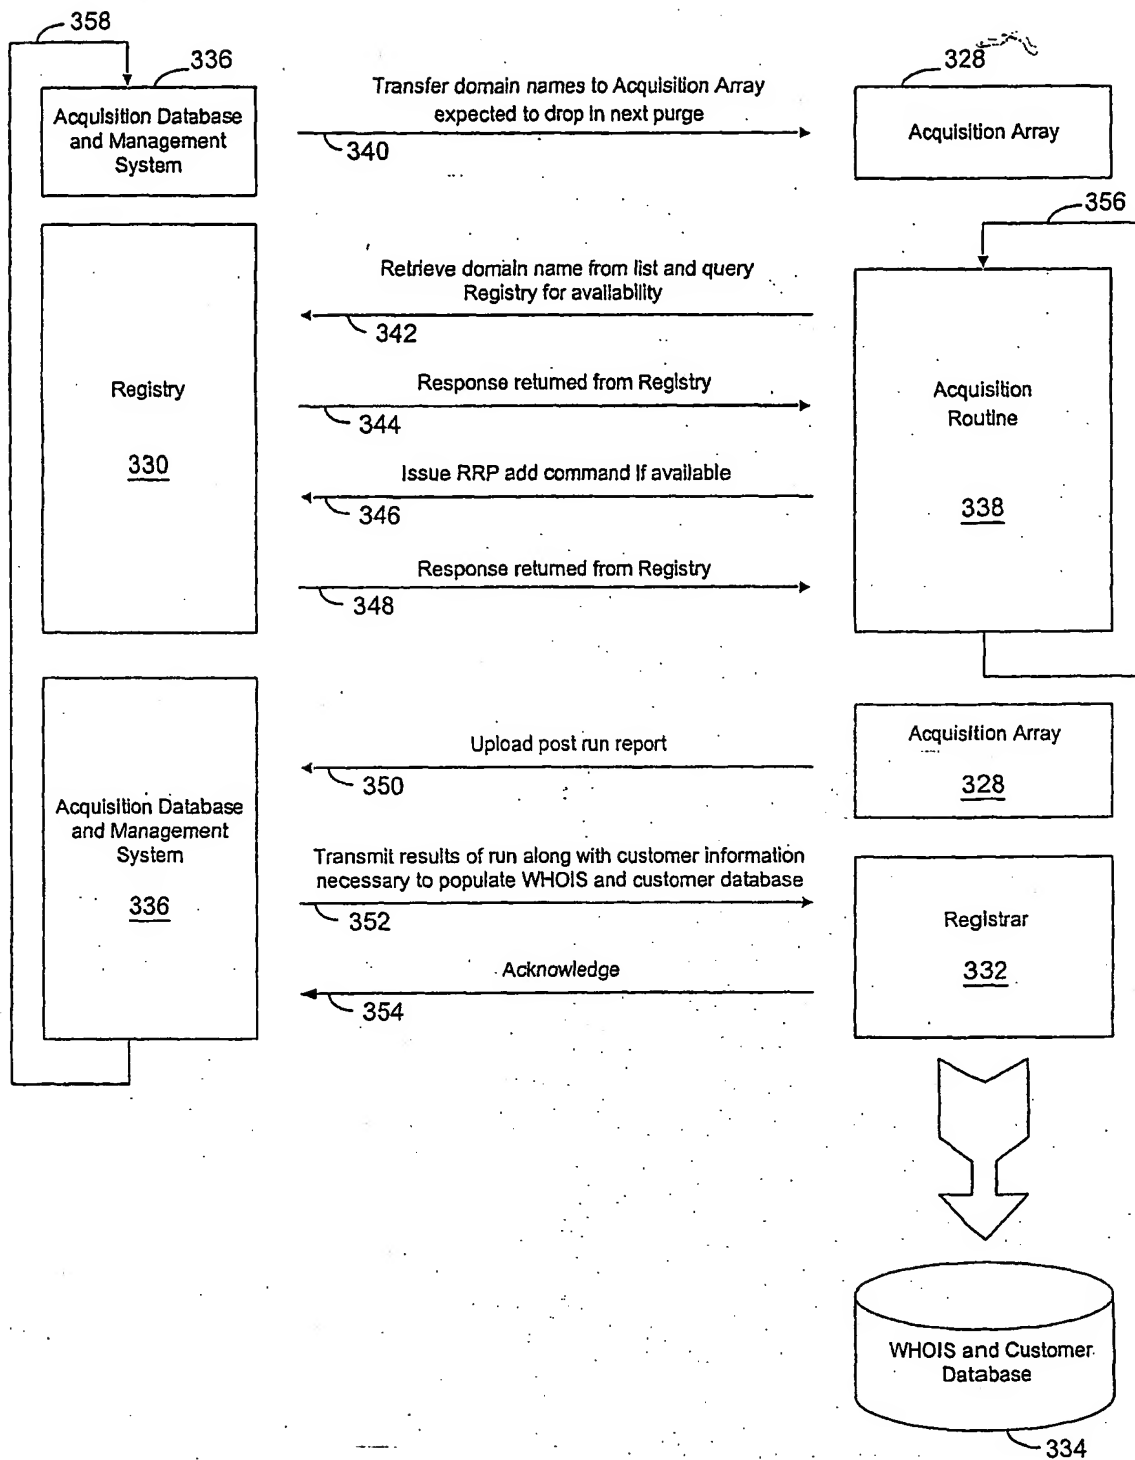 358
336
328
Acquisition Database
and Management
System
Transfer domain names to Acquisition Array
expected to drop in next purge
340
Acquisition Array
356
Registry
330
Retrieve domain name from list and query
Registry for availability
342
Response returned from Registry
344
Issue RRP add command if available
346
Response returned from Registry
348
Acquisition
Routine
338
Acquisition Database
and Management
System
336
Upload post run report
350
Acquisition Array
328
Transmit results of run along with customer information
necessary to populate WHOIS and customer database
352
Acknowledge
354
Registrar
332
WHOIS and Customer
Database
334